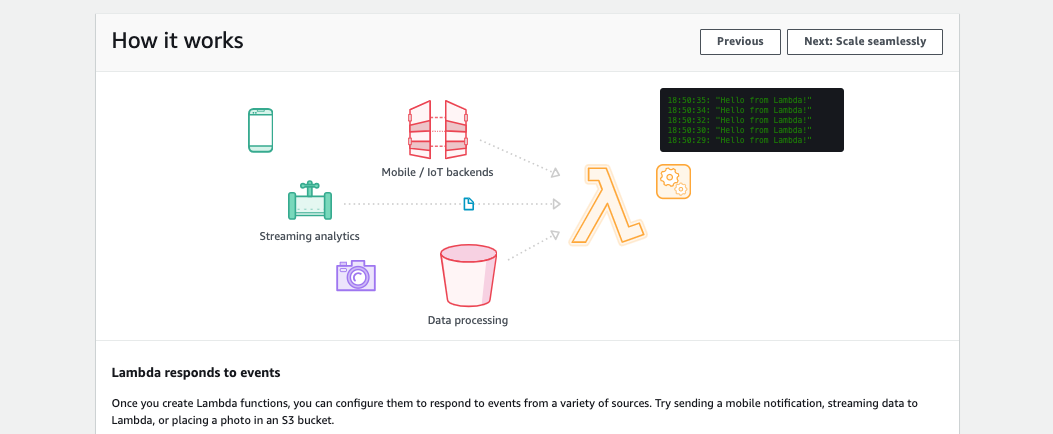 How it works
Previous
Next: Scale seamlessly
18:50:35: "Hello from Lambda!"
18:50:34: "Hello from Lambda!"
18:50:32: "Hello from Lambda!"
18:50:30: "Hello from Lambda!"
18:50:29: "Hello from Lambda!"
Mobile / IoT backends
Streaming analytics
Data processing
Lambda responds to events
Once you create Lambda functions, you can configure them to respond to events from a variety of sources. Try sending a mobile notification, streaming data to
Lambda, or placing a photo in an S3 bucket.